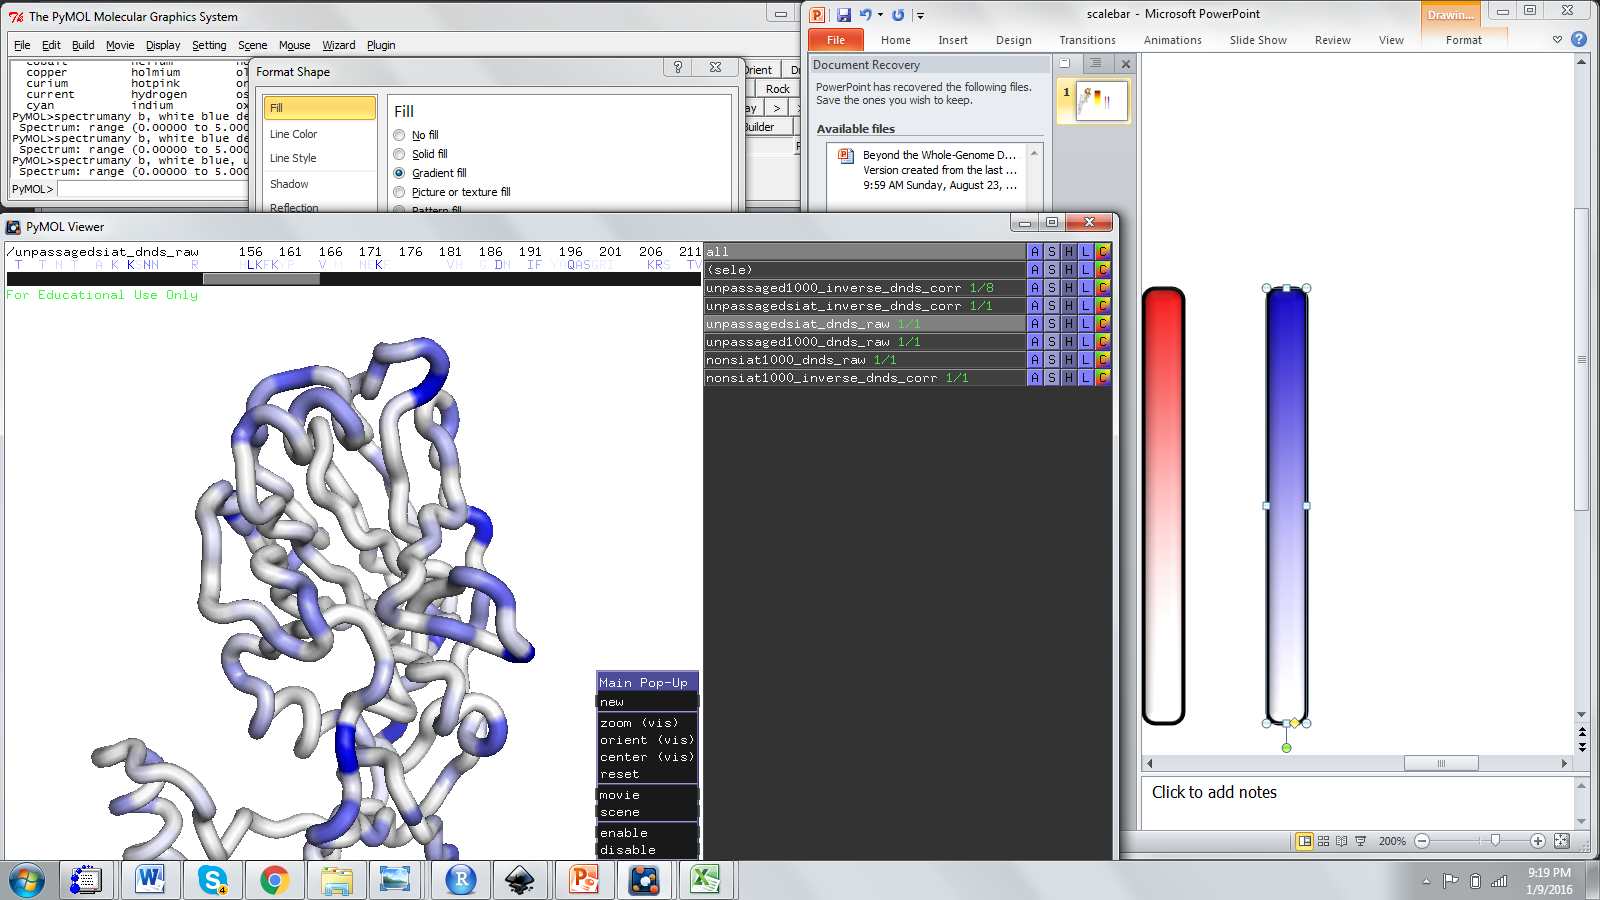 The PyMOL Molecular Graphics System
File Edit Build Movie Display Setting Scene Mouse Wizard Plugin
copper holmium
curium hotpink
current hydrogen
cyan indium
PyMOL>spectrumany b, white blue de
Spectrum: range (0.00000 to 5.000
PyMOL>spectrumany b, white blue de
Spectrum: range (0.00000 to 5.000
PyMOL>spectrumany b, white blue, u
Spectrum: range (0.00000 to 5.000
PyMOL>
Rock
>
Builder
Format Shape
Fill
Line Color
Line Style
Shadow
Reflection
Fill
No fill
Solid fill
Gradient fill
Picture or texture fill
Pattern fill
scalebar - Microsoft PowerPoint
Drawin...
File Home Insert Design Transitions Animations Slide Show Review View Format
Document Recovery
PowerPoint has recovered the following files.
Save the ones you wish to keep.
Available files
Beyond the Whole-Genome D...
Version created from the last ...
9:59 AM Sunday, August 23, ...
1
PyMOL Viewer
/unpassagedsiat_dnds_raw 156 161 166 171 176 181 186 191 196 201 206 211
For Educational Use Only
all A S H L C
(sele) A S H L C
unpassaged1000_inverse_dnds_corr 1/8 A S H L C
unpassagedsiat_inverse_dnds_corr 1/1 A S H L C
unpassagedsiat_dnds_raw 1/1 A S H L C
unpassaged1000_dnds_raw 1/1 A S H L C
nonsiat1000_dnds_raw 1/1 A S H L C
nonsiat1000_inverse_dnds_corr 1/1 A S H L C
Main Pop-Up
new
zoom (vis)
orient (vis)
center (vis)
reset
movie
scene
enable
disable
Click to add notes
200%
9:19 PM
1/9/2016